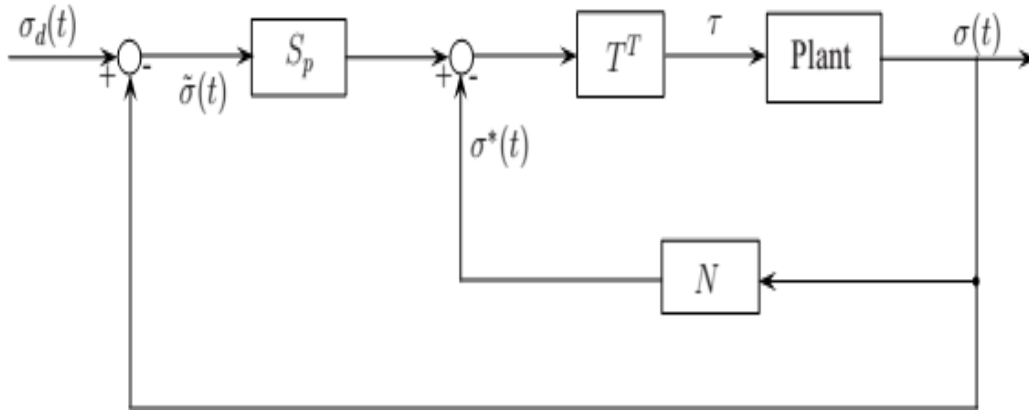 σ_d(t)
+
-
σ̃(t)
S_p
+
-
σ*(t)
T^T
τ
Plant
σ(t)
N